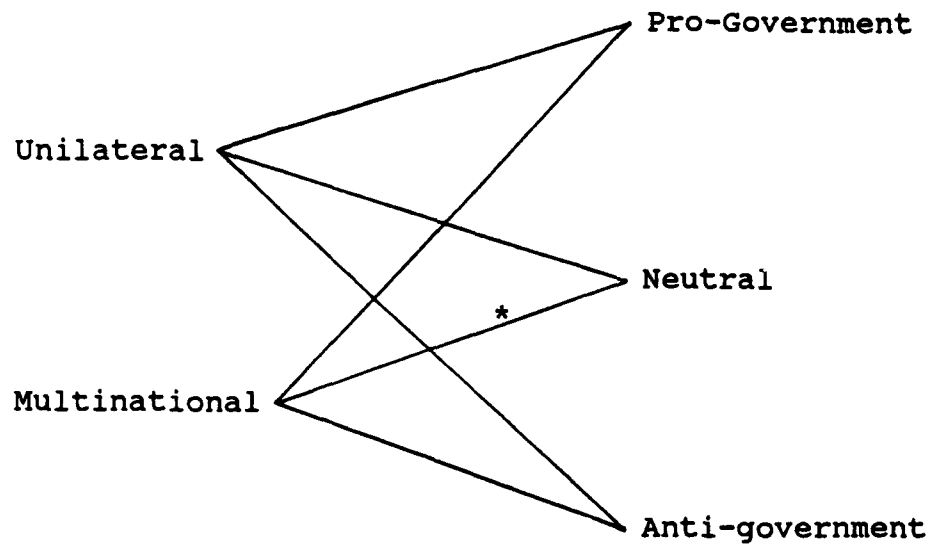 Pro-Government
Unilateral
Neutral
*
Multinational
Anti-government